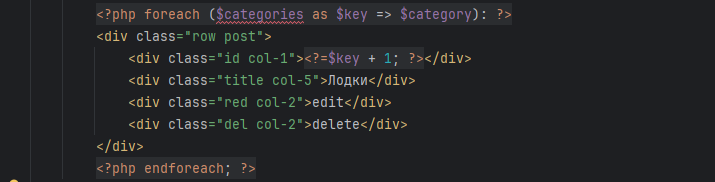 <?php foreach ($categories as $key => $category): ?>
<div class="row post">
<div class="id col-1"><?=$key + 1; ?></div>
<div class="title col-5">Лодки</div>
<div class="red col-2">edit</div>
<div class="del col-2">delete</div>
</div>
<?php endforeach; ?>